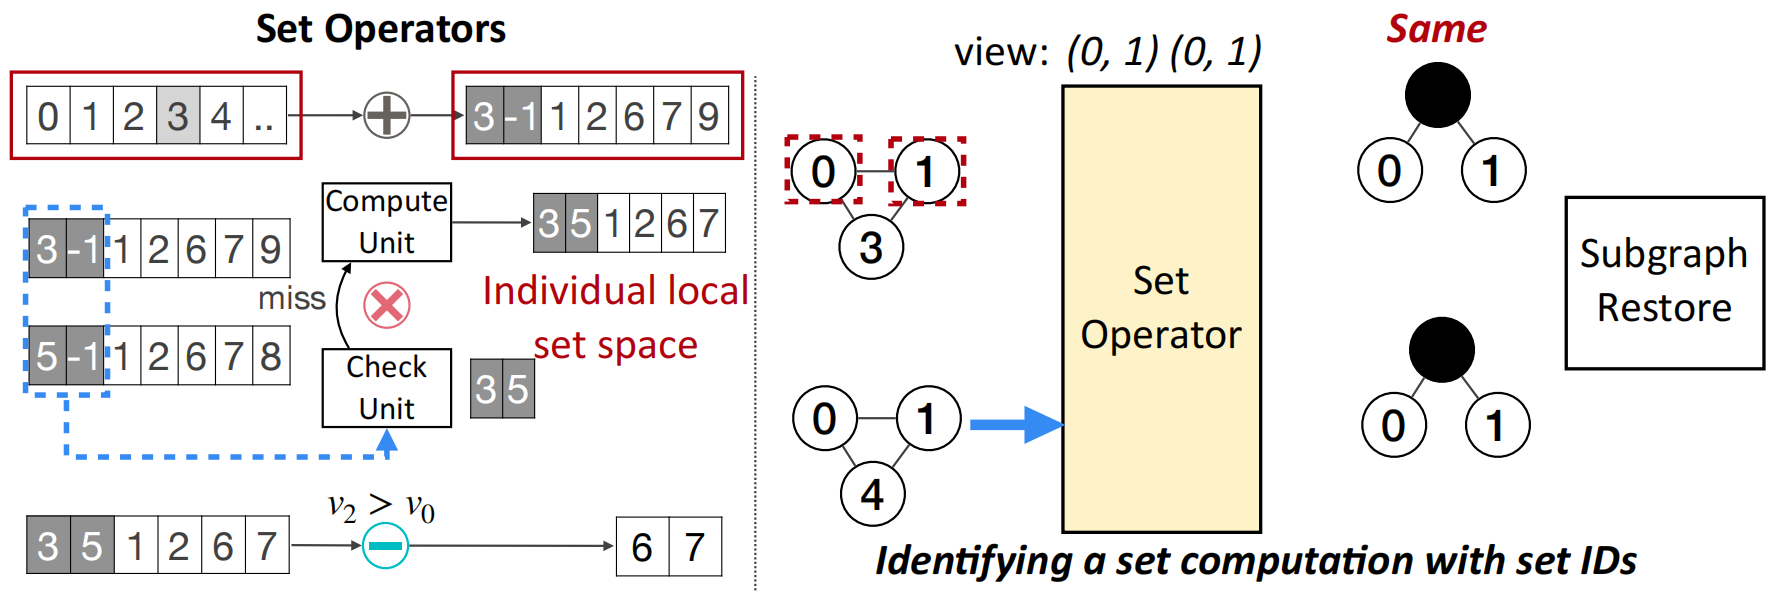 Set Operators
0 1 2 3 4 ..
3 -1 1 2 6 7 9
3 -1 1 2 6 7 9
Compute
Unit
3 5 1 2 6 7
miss
Individual local
set space
5 -1 1 2 6 7 8
Check
Unit
3 5
v2 > v0
3 5 1 2 6 7
6 7
view: (0, 1) (0, 1)
Same
0 1
3
0 1
4
Set
Operator
0 1
0 1
Subgraph
Restore
Identifying a set computation with set IDs